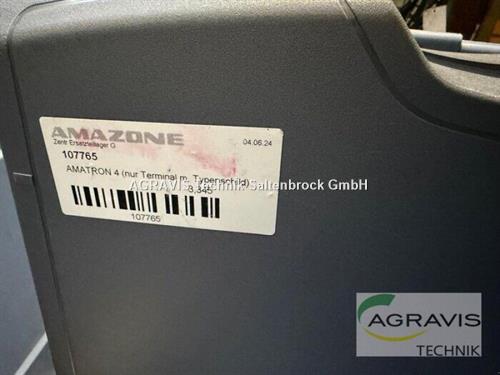 AMAZONE
04.06.24
Zentr.Ersatzteillager G
107765
AMATRON 4 (nur Terminal m. Typenschild)
AGRAVIS Technik Saltenbrock GmbH
3,345
107765
AGRAVIS
TECHNIK